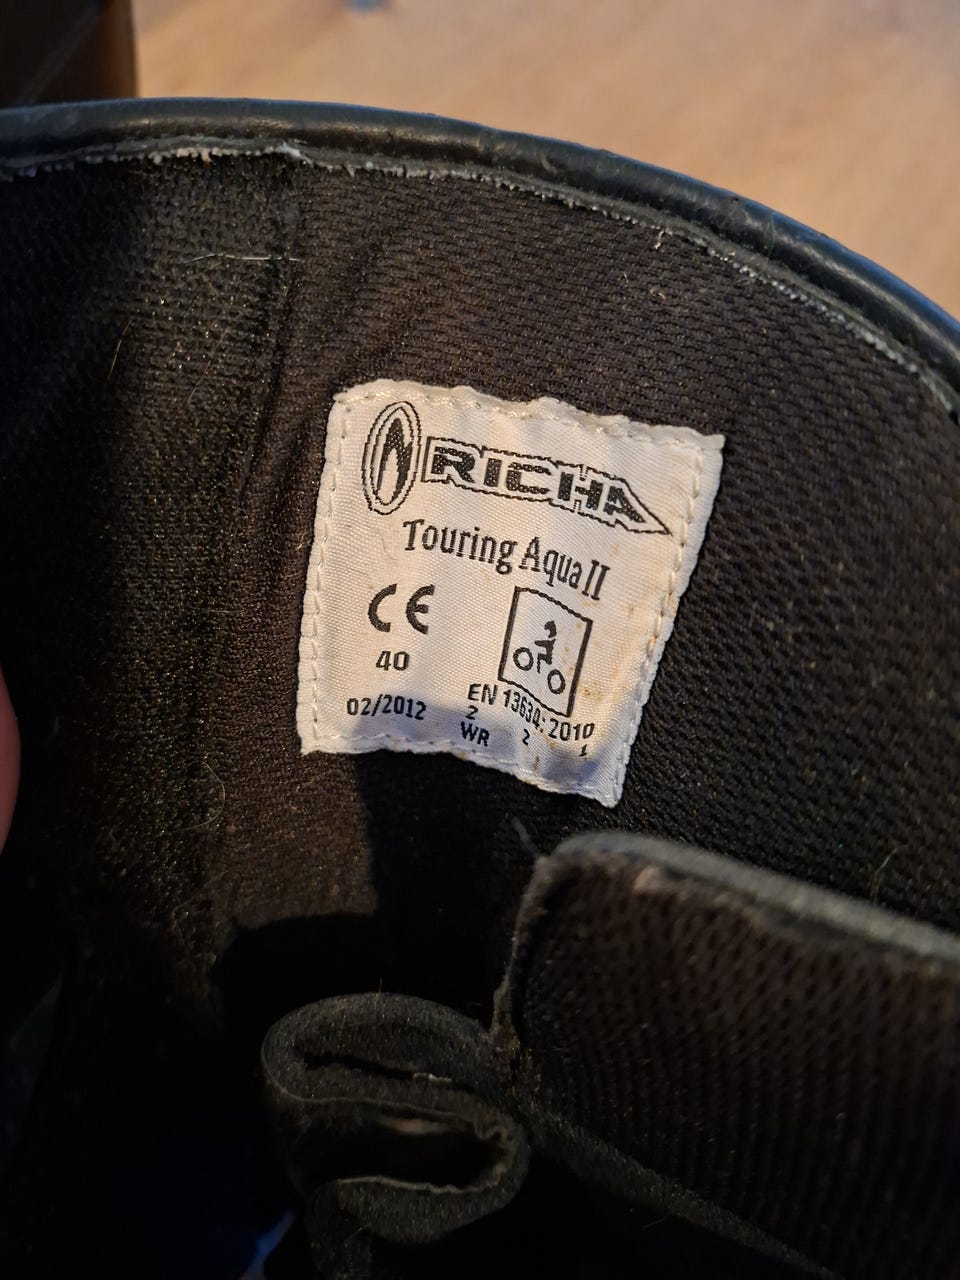 RICHA
Touring Aqua II
CE
40
02/2012
EN 13634:2010
2 2 1
WR